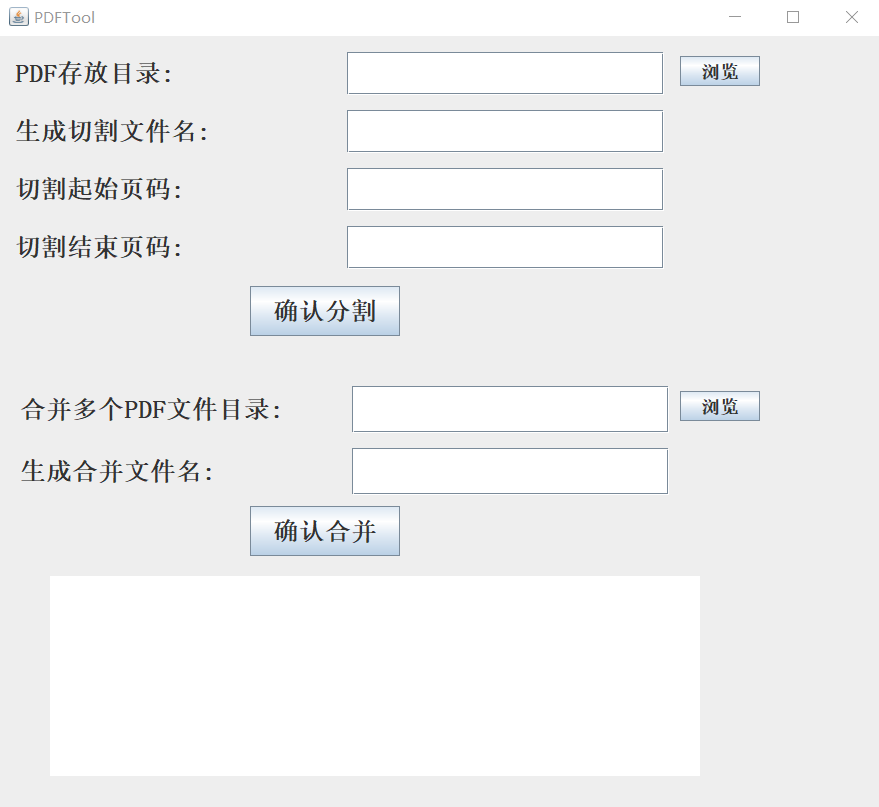 PDFTool
PDF存放目录: 浏览
生成切割文件名:
切割起始页码:
切割结束页码:
确认分割
合并多个PDF文件目录: 浏览
生成合并文件名:
确认合并